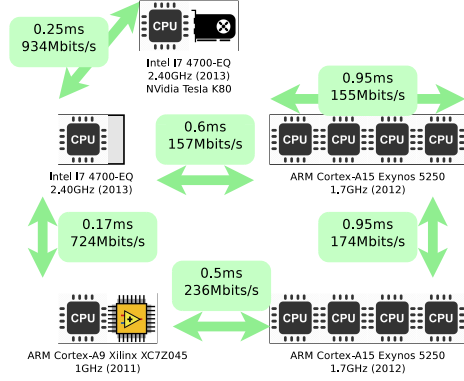 0.25ms
934Mbits/s
CPU
Intel I7 4700-EQ
2.40GHz (2013)
NVidia Tesla K80
0.95ms
155Mbits/s
CPU
0.6ms
157Mbits/s
CPU CPU CPU CPU
Intel I7 4700-EQ
2.40GHz (2013)
ARM Cortex-A15 Exynos 5250
1.7GHz (2012)
0.17ms
724Mbits/s
0.95ms
174Mbits/s
0.5ms
236Mbits/s
CPU
CPU CPU CPU CPU
ARM Cortex-A9 Xilinx XC7Z045
1GHz (2011)
ARM Cortex-A15 Exynos 5250
1.7GHz (2012)